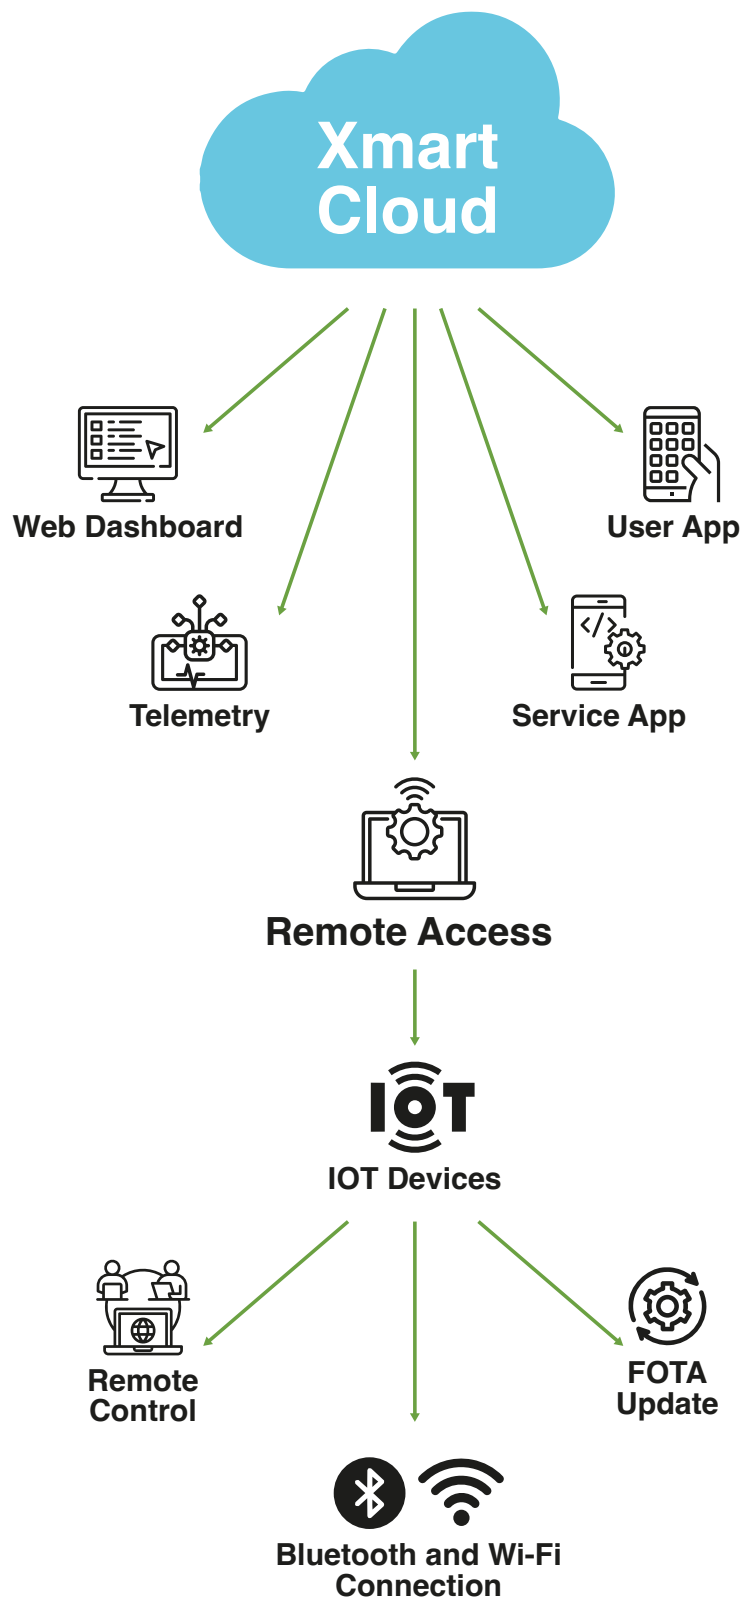 Xmart
Cloud
Web Dashboard
User App
Telemetry
Service App
Remote Access
IOT
IOT Devices
Remote
Control
FOTA
Update
Bluetooth and Wi-Fi
Connection